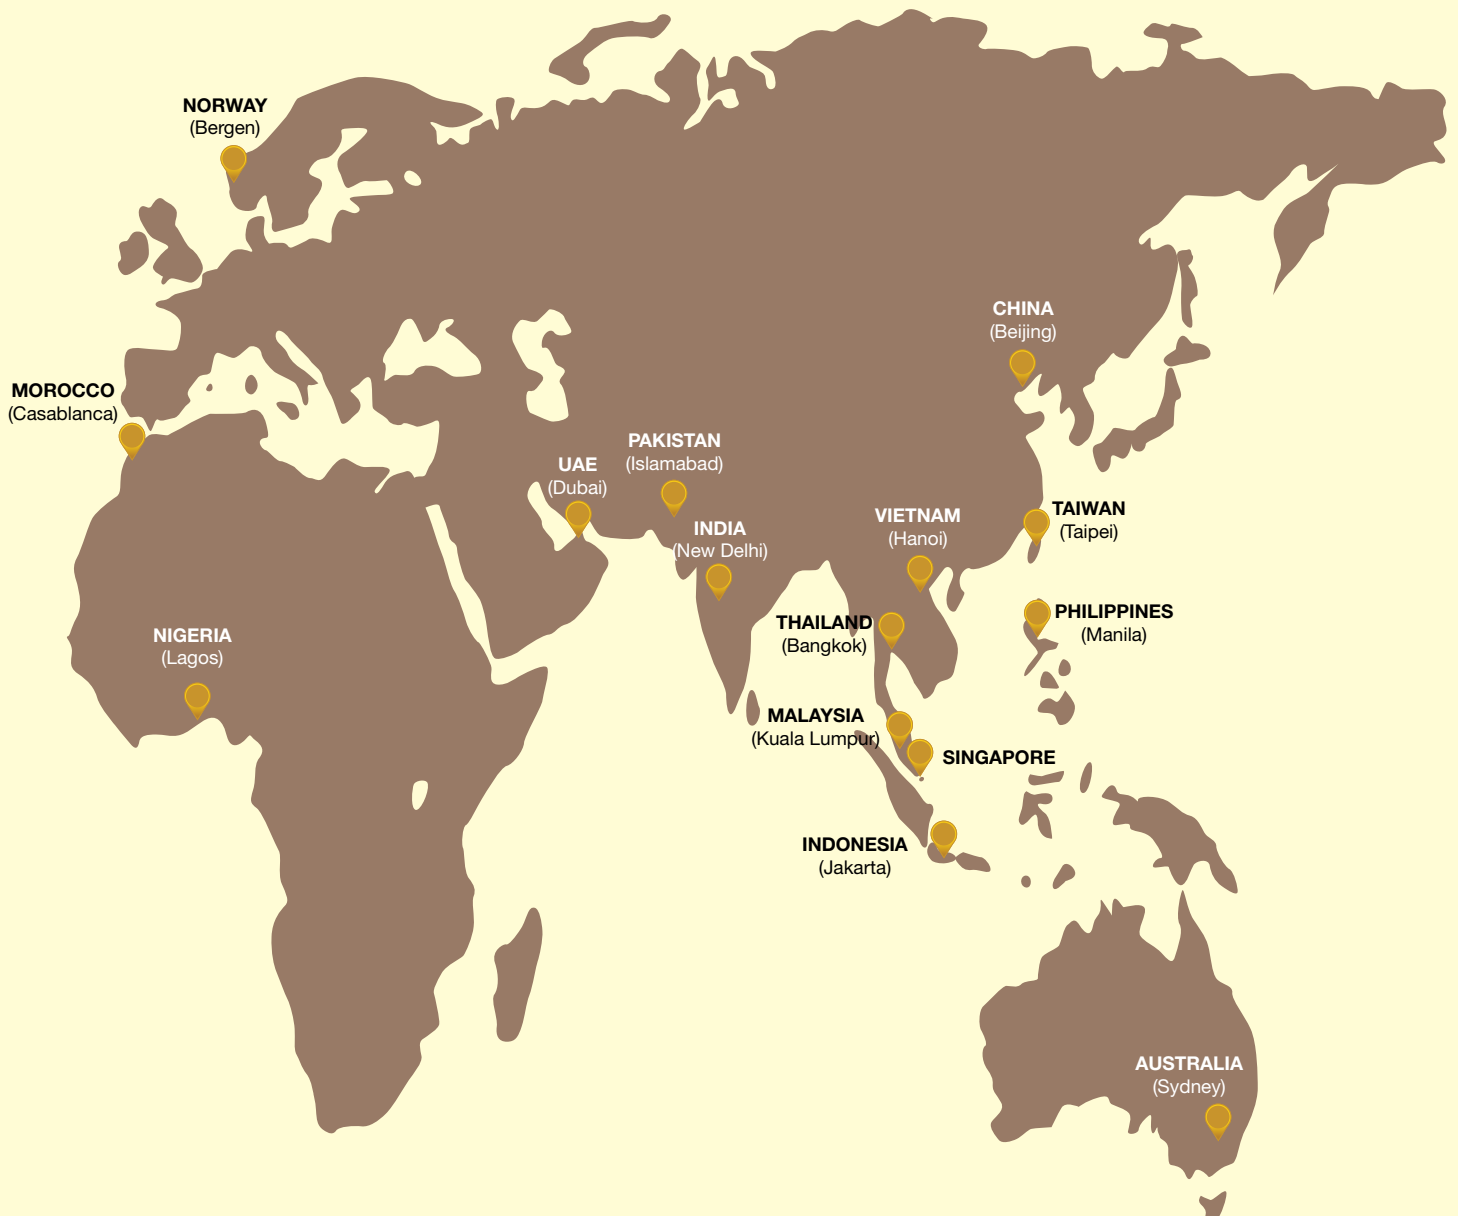 NORWAY
(Bergen)
CHINA
(Beijing)
MOROCCO
(Casablanca)
PAKISTAN
(Islamabad)
UAE
(Dubai)
INDIA
(New Delhi)
VIETNAM
(Hanoi)
TAIWAN
(Taipei)
THAILAND
(Bangkok)
PHILIPPINES
(Manila)
NIGERIA
(Lagos)
MALAYSIA
(Kuala Lumpur)
SINGAPORE
INDONESIA
(Jakarta)
AUSTRALIA
(Sydney)